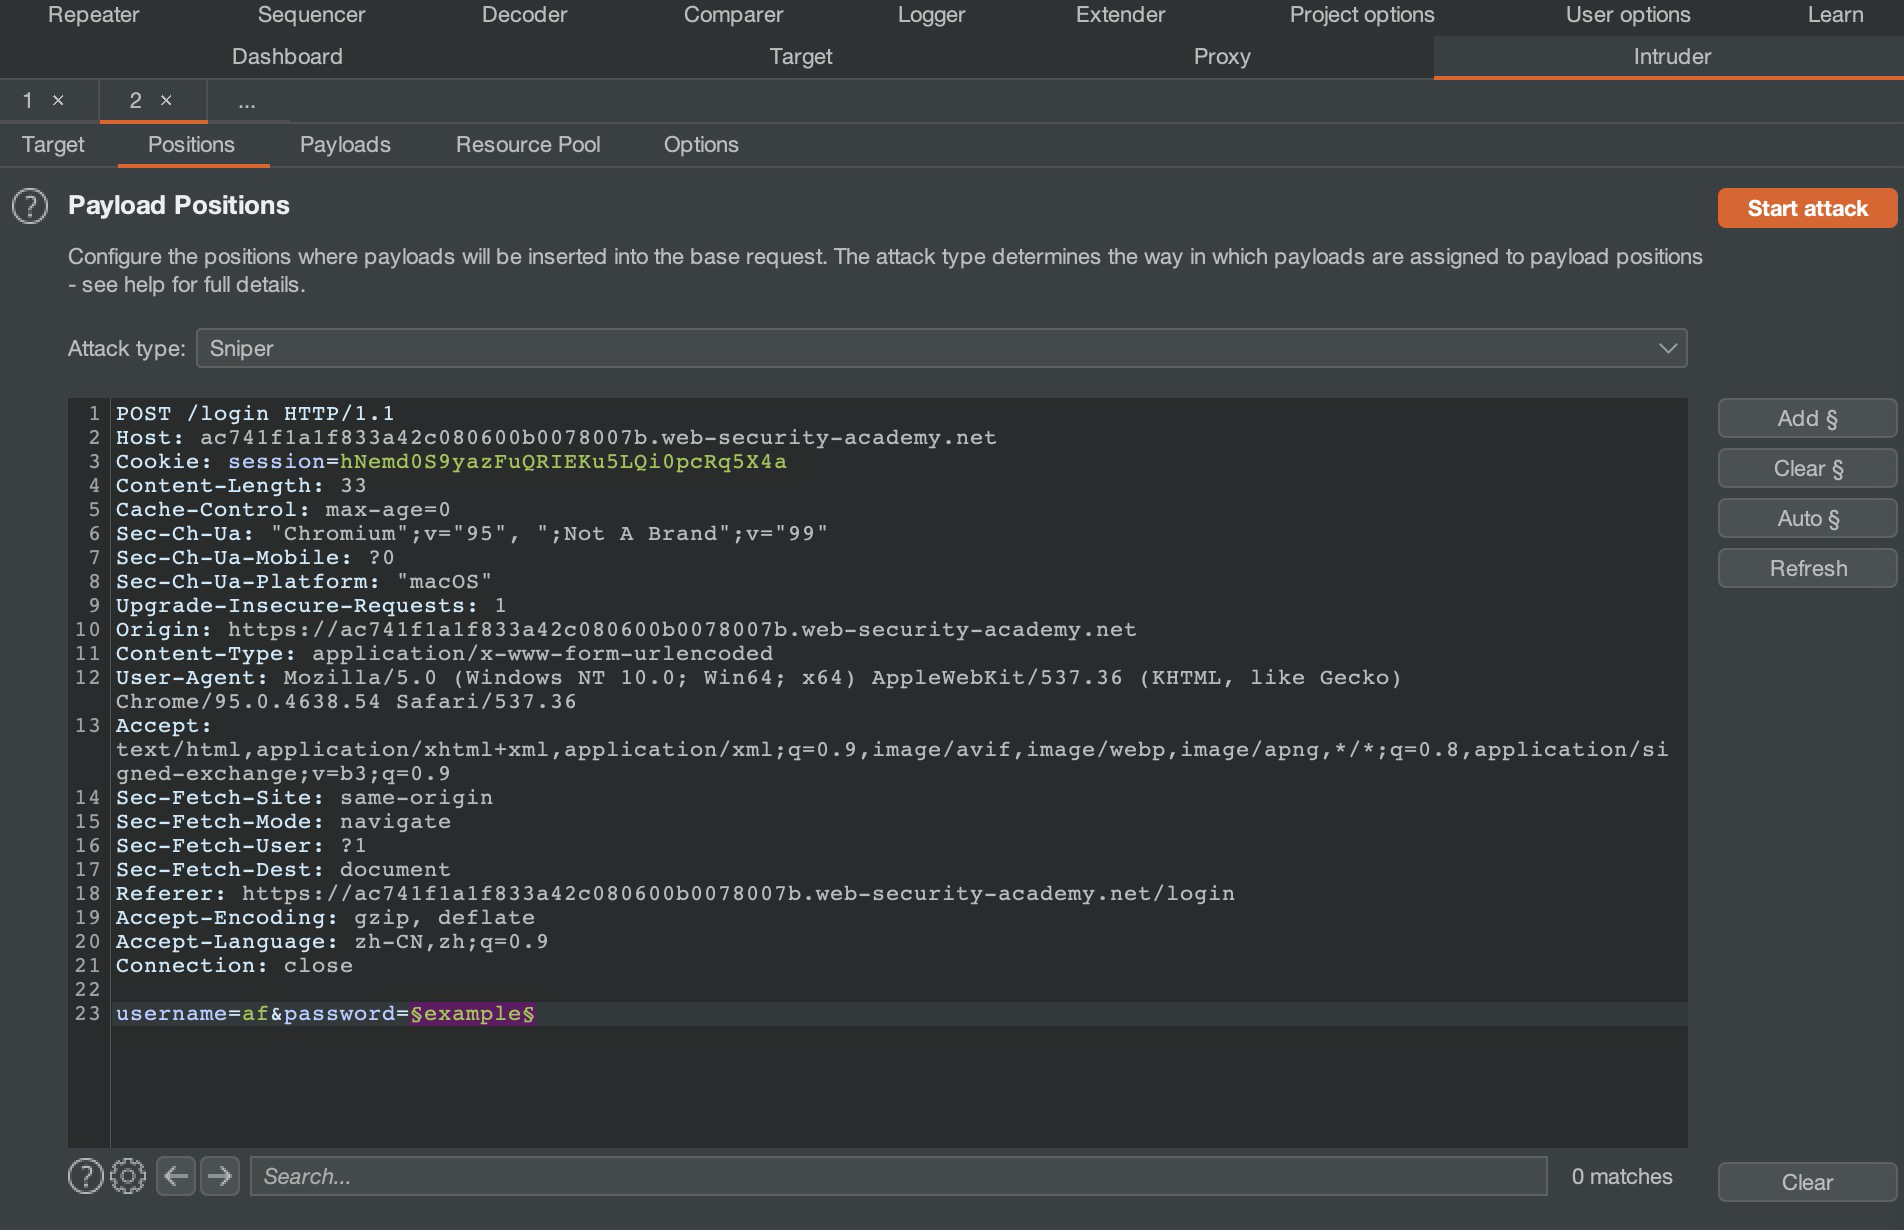 Repeater Sequencer Decoder Comparer Logger Extender Project options User options Learn
Dashboard Target Proxy Intruder
1 × 2 × ...
Target Positions Payloads Resource Pool Options
? Payload Positions Start attack
Configure the positions where payloads will be inserted into the base request. The attack type determines the way in which payloads are assigned to payload positions
- see help for full details.
Attack type: Sniper
1 POST /login HTTP/1.1
2 Host: ac741f1a1f833a42c080600b0078007b.web-security-academy.net
3 Cookie: session=hNemd0S9yazFuQRIEKu5LQi0pcRq5X4a
4 Content-Length: 33
5 Cache-Control: max-age=0
6 Sec-Ch-Ua: "Chromium";v="95", ";Not A Brand";v="99"
7 Sec-Ch-Ua-Mobile: ?0
8 Sec-Ch-Ua-Platform: "macOS"
9 Upgrade-Insecure-Requests: 1
10 Origin: https://ac741f1a1f833a42c080600b0078007b.web-security-academy.net
11 Content-Type: application/x-www-form-urlencoded
12 User-Agent: Mozilla/5.0 (Windows NT 10.0; Win64; x64) AppleWebKit/537.36 (KHTML, like Gecko)
Chrome/95.0.4638.54 Safari/537.36
13 Accept:
text/html,application/xhtml+xml,application/xml;q=0.9,image/avif,image/webp,image/apng,*/*;q=0.8,application/si
gned-exchange;v=b3;q=0.9
14 Sec-Fetch-Site: same-origin
15 Sec-Fetch-Mode: navigate
16 Sec-Fetch-User: ?1
17 Sec-Fetch-Dest: document
18 Referer: https://ac741f1a1f833a42c080600b0078007b.web-security-academy.net/login
19 Accept-Encoding: gzip, deflate
20 Accept-Language: zh-CN,zh;q=0.9
21 Connection: close
22
23 username=af&password=§example§
Add §
Clear §
Auto §
Refresh
? Search... 0 matches Clear